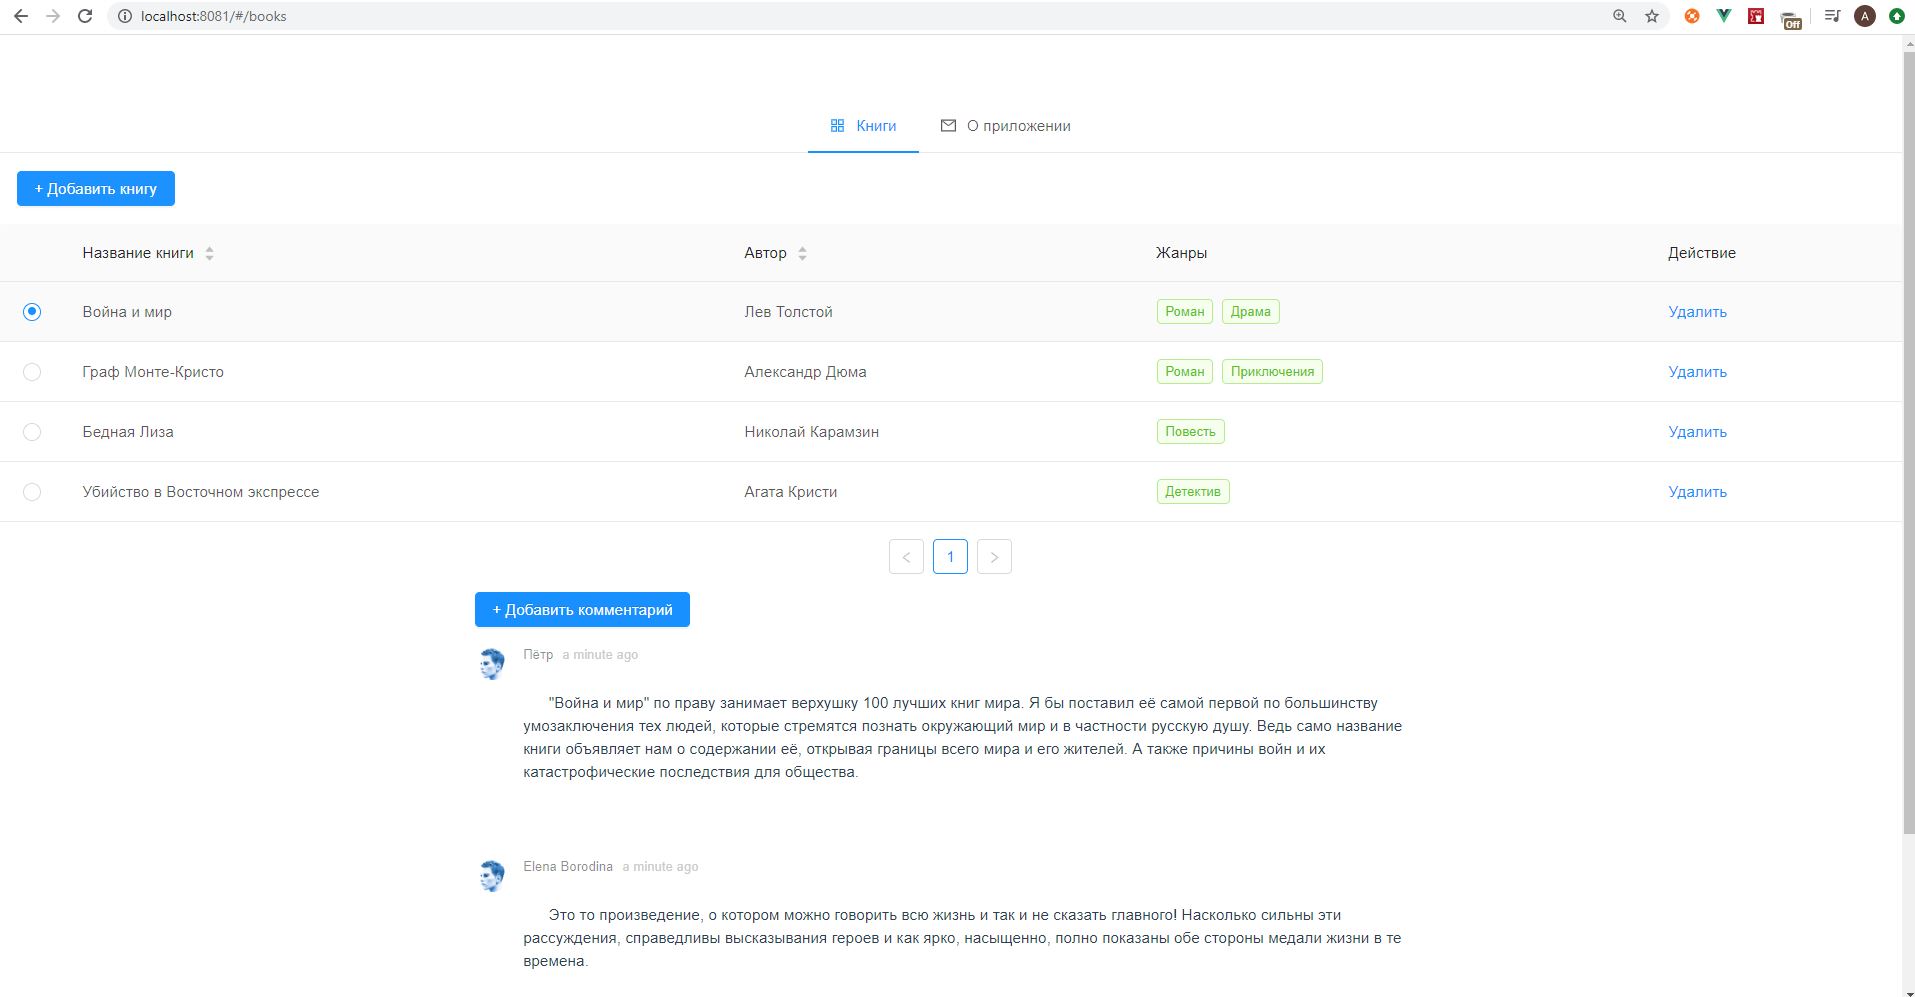 localhost:8081/#/books
Off
A
Книги О приложении
+ Добавить книгу
Название книги Автор Жанры Действие
Война и мир Лев Толстой Роман Драма Удалить
Граф Монте-Кристо Александр Дюма Роман Приключения Удалить
Бедная Лиза Николай Карамзин Повесть Удалить
Убийство в Восточном экспрессе Агата Кристи Детектив Удалить
< 1 >
+ Добавить комментарий
Пётр a minute ago
"Война и мир" по праву занимает верхушку 100 лучших книг мира. Я бы поставил её самой первой по большинству
умозаключения тех людей, которые стремятся познать окружающий мир и в частности русскую душу. Ведь само название
книги объявляет нам о содержании её, открывая границы всего мира и его жителей. А также причины войн и их
катастрофические последствия для общества.
Elena Borodina a minute ago
Это то произведение, о котором можно говорить всю жизнь и так и не сказать главного! Насколько сильны эти
рассуждения, справедливы высказывания героев и как ярко, насыщенно, полно показаны обе стороны медали жизни в те
времена.